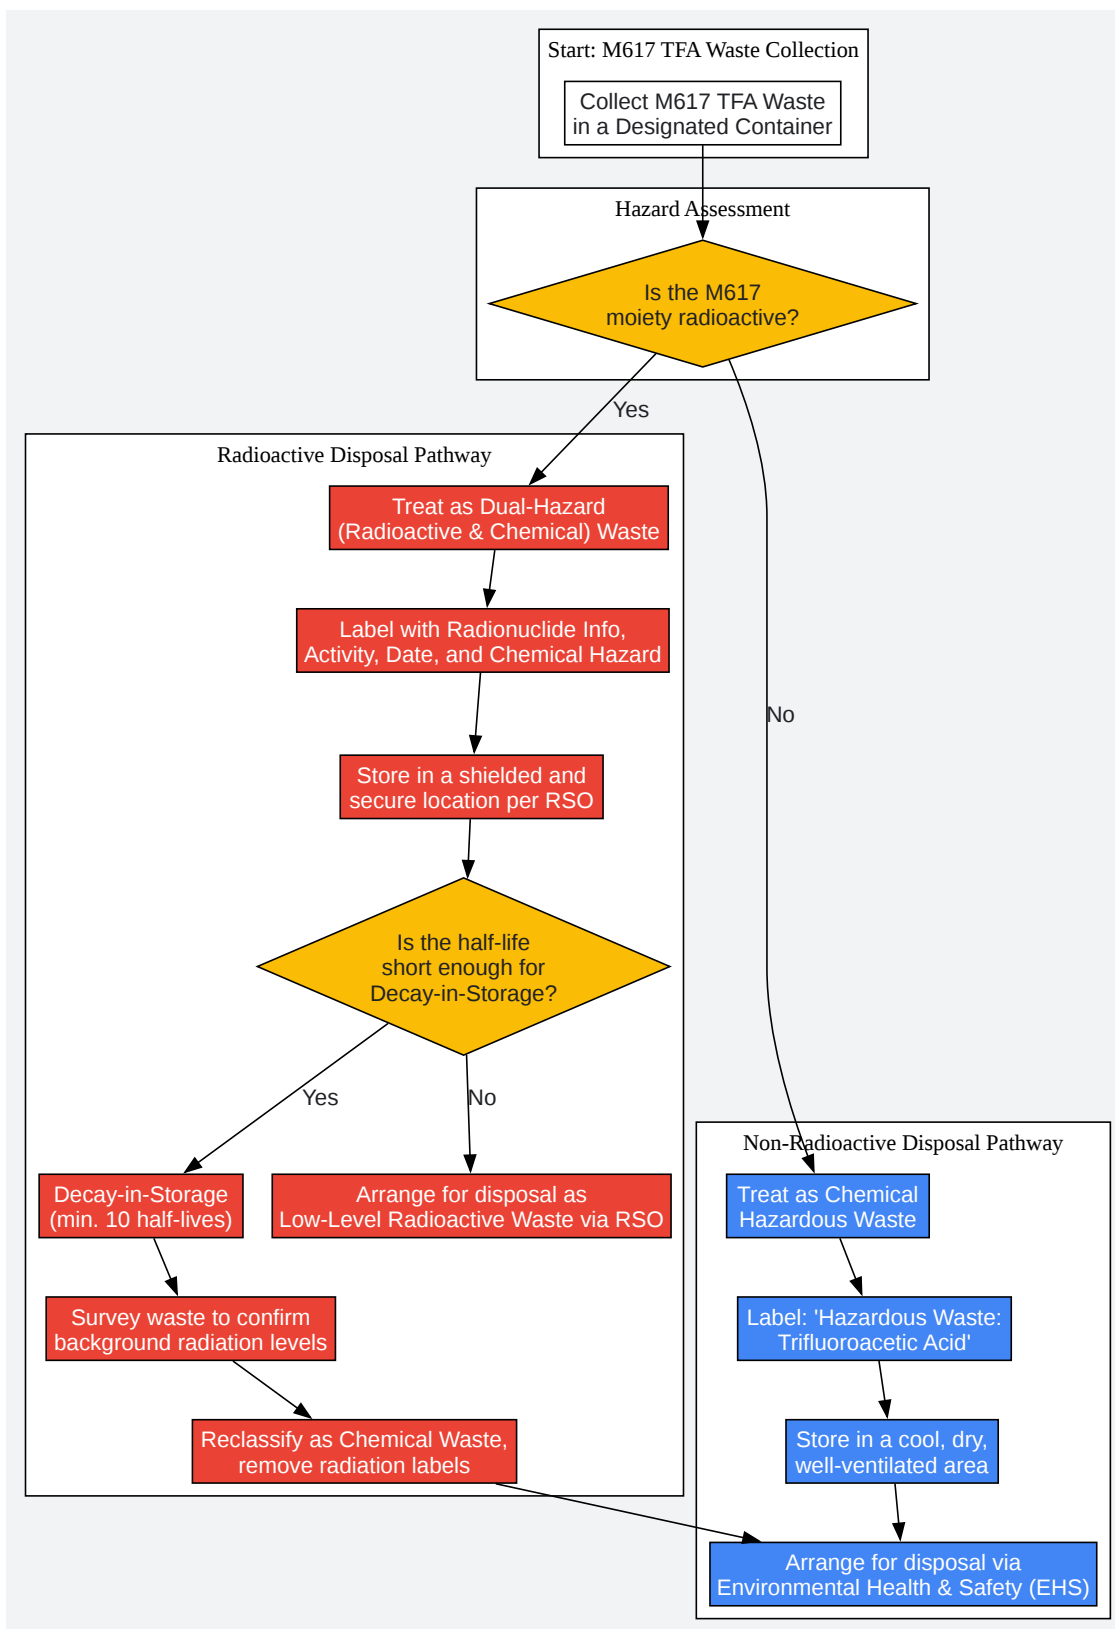 Start: M617 TFA Waste Collection
Collect M617 TFA Waste
in a Designated Container
Hazard Assessment
Is the M617
moiety radioactive?
Yes
No
Radioactive Disposal Pathway
Treat as Dual-Hazard
(Radioactive & Chemical) Waste
Label with Radionuclide Info,
Activity, Date, and Chemical Hazard
Store in a shielded and
secure location per RSO
Is the half-life
short enough for
Decay-in-Storage?
Yes
No
Decay-in-Storage
(min. 10 half-lives)
Arrange for disposal as
Low-Level Radioactive Waste via RSO
Survey waste to confirm
background radiation levels
Reclassify as Chemical Waste,
remove radiation labels
Non-Radioactive Disposal Pathway
Treat as Chemical
Hazardous Waste
Label: 'Hazardous Waste:
Trifluoroacetic Acid'
Store in a cool, dry,
well-ventilated area
Arrange for disposal via
Environmental Health & Safety (EHS)